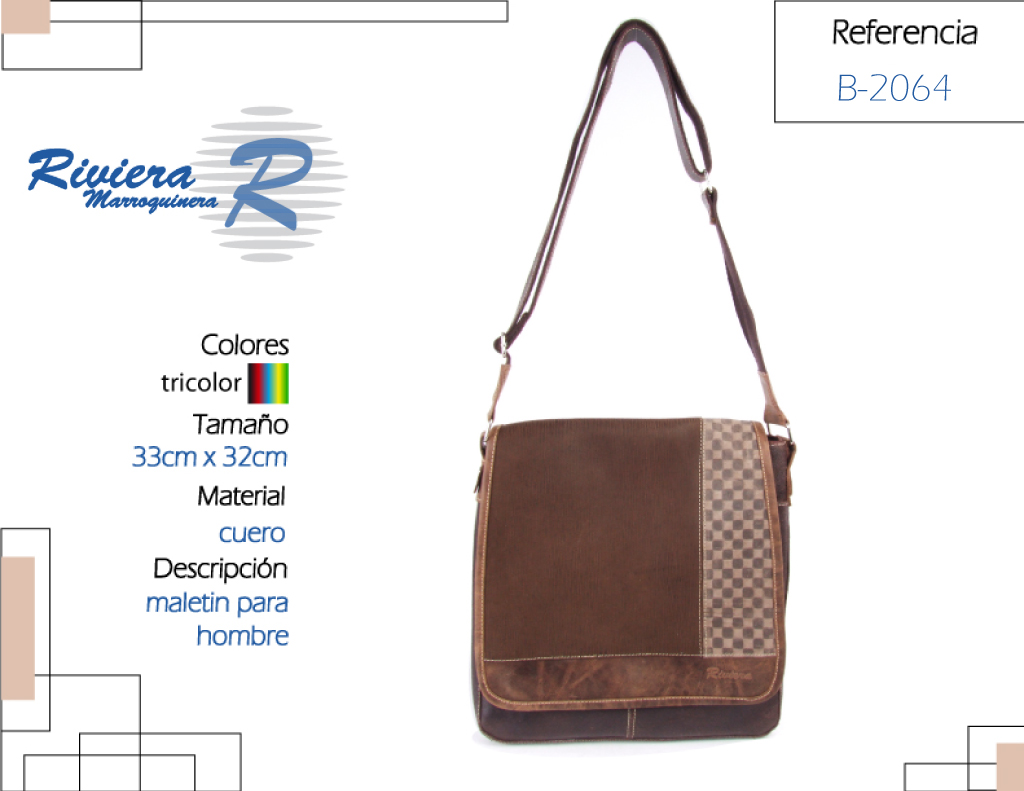 Referencia
B-2064
Riviera
Marroquinera
R
Colores
tricolor
Tamaño
33cm x 32cm
Material
cuero
Descripción
maletin para
hombre
Riviera